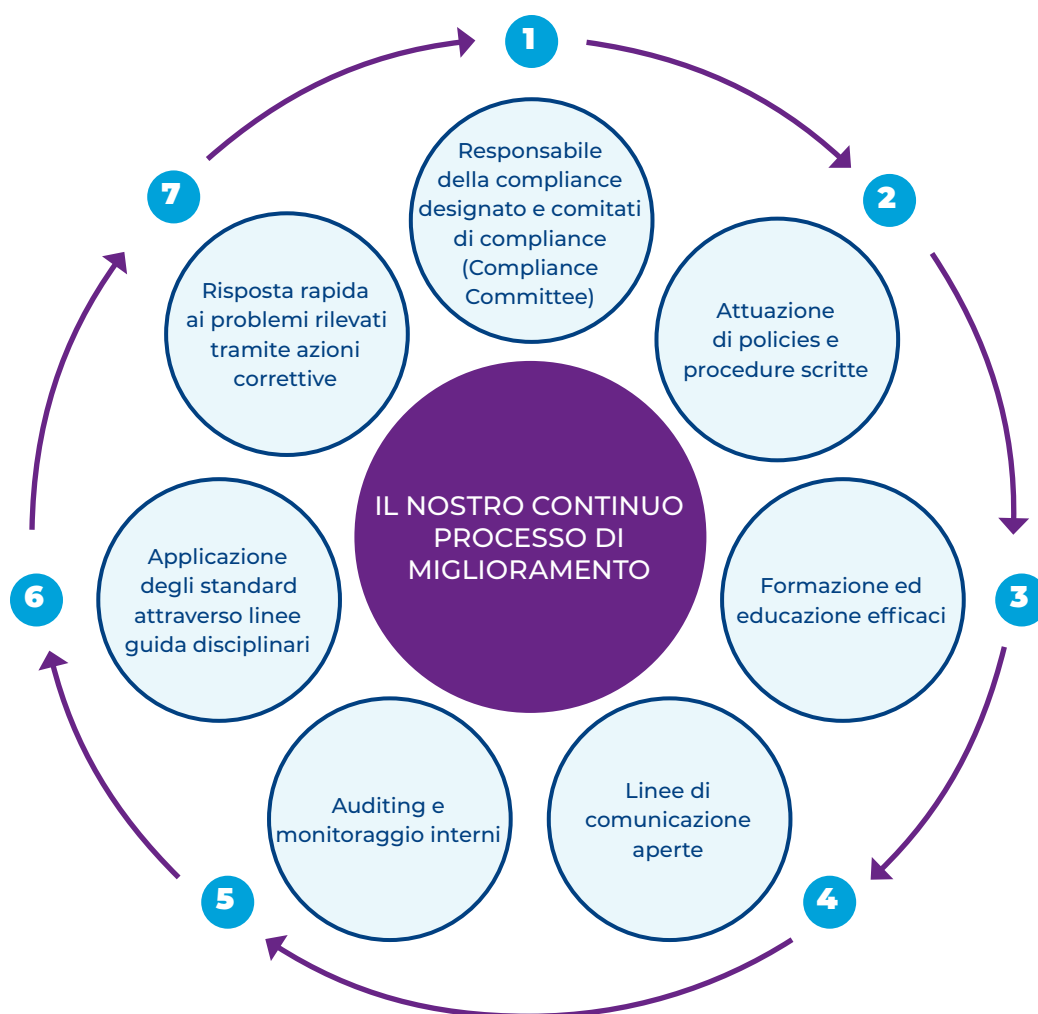 1
Responsabile
della compliance
designato e comitati
di compliance
(Compliance
Committee)
2
Attuazione
di policies e
procedure scritte
3
Formazione ed
educazione efficaci
4
Linee di
comunicazione
aperte
5
Auditing e
monitoraggio interni
6
Applicazione
degli standard
attraverso linee
guida disciplinari
7
Risposta rapida
ai problemi rilevati
tramite azioni
correttive
IL NOSTRO CONTINUO
PROCESSO DI
MIGLIORAMENTO